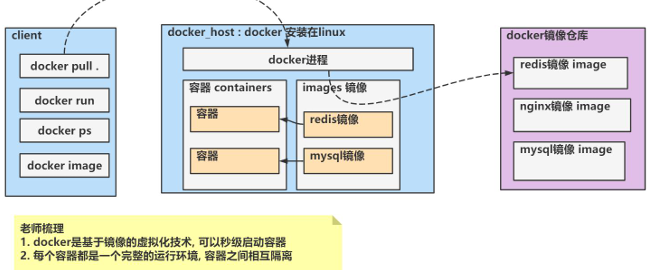 client
docker pull .
docker run
docker ps
docker image
docker_host : docker 安装在linux
docker进程
容器 containers
容器
容器
images 镜像
redis镜像
mysql镜像
docker镜像仓库
redis镜像 image
nginx镜像 image
mysql镜像 image
老师梳理
1. docker是基于镜像的虚拟化技术, 可以秒级启动容器
2. 每个容器都是一个完整的运行环境, 容器之间相互隔离